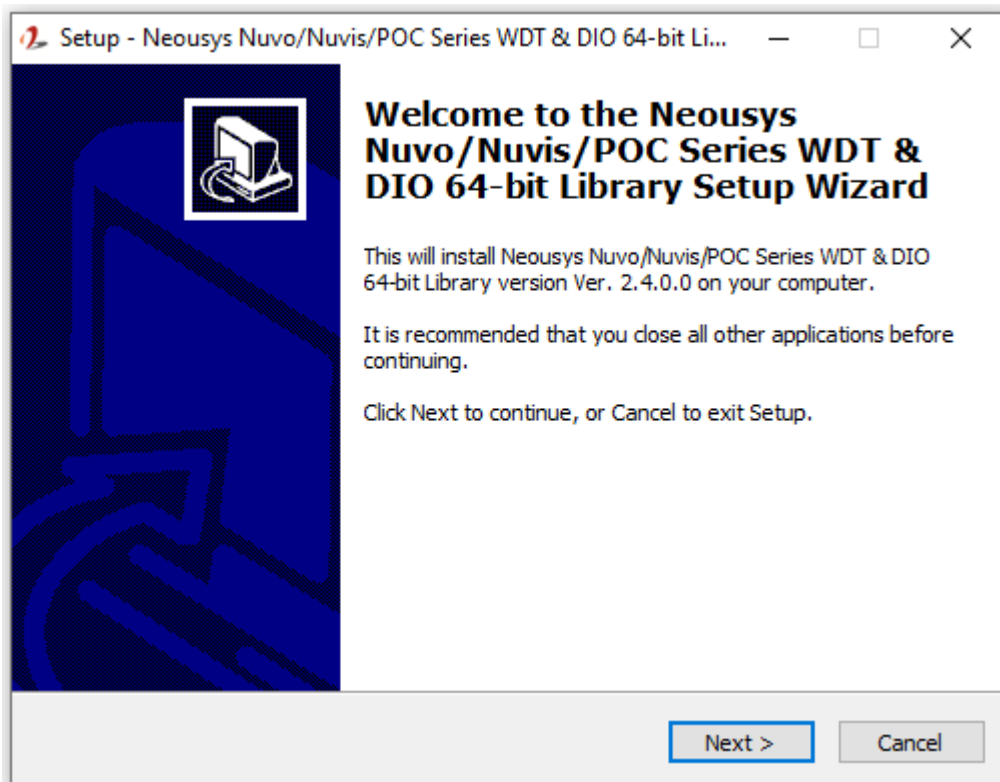 Setup - Neousys Nuvo/Nuvis/POC Series WDT & DIO 64-bit Li...
Welcome to the Neousys
Nuvo/Nuvis/POC Series WDT &
DIO 64-bit Library Setup Wizard
This will install Neousys Nuvo/Nuvis/POC Series WDT & DIO
64-bit Library version Ver. 2.4.0.0 on your computer.
It is recommended that you close all other applications before
continuing.
Click Next to continue, or Cancel to exit Setup.
Next >
Cancel